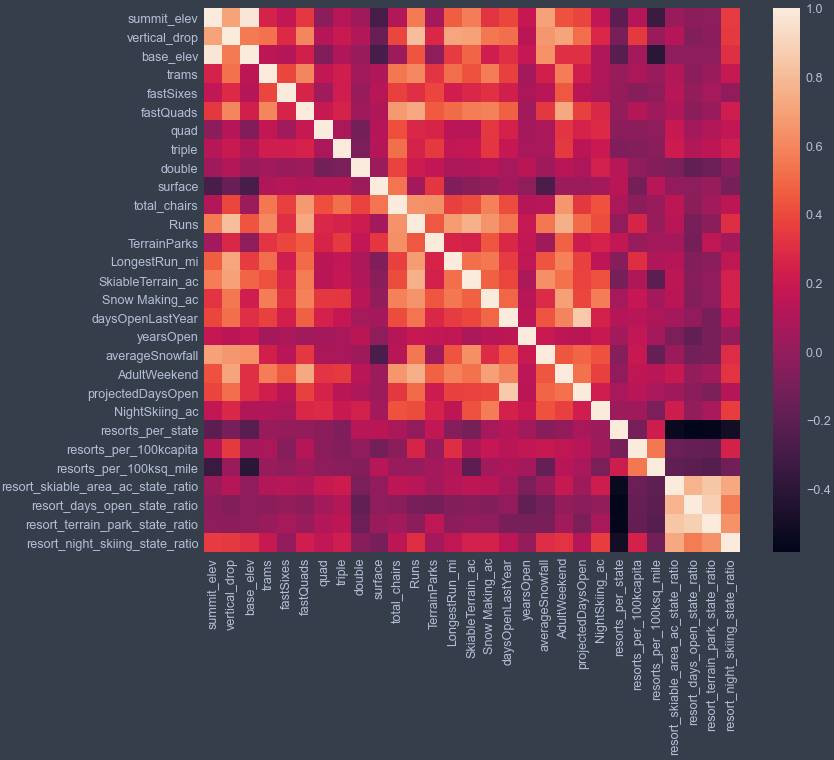 summit_elev
vertical_drop
base_elev
trams
fastSixes
fastQuads
quad
triple
double
surface
total_chairs
Runs
TerrainParks
LongestRun_mi
SkiableTerrain_ac
Snow Making_ac
daysOpenLastYear
yearsOpen
averageSnowfall
AdultWeekend
projectedDaysOpen
NightSkiing_ac
resorts_per_state
resorts_per_100kcapita
resorts_per_100ksq_mile
resort_skiable_area_ac_state_ratio
resort_days_open_state_ratio
resort_terrain_park_state_ratio
resort_night_skiing_state_ratio
summit_elev
vertical_drop
base_elev
trams
fastSixes
fastQuads
quad
triple
double
surface
total_chairs
Runs
TerrainParks
LongestRun_mi
SkiableTerrain_ac
Snow Making_ac
daysOpenLastYear
yearsOpen
averageSnowfall
AdultWeekend
projectedDaysOpen
NightSkiing_ac
resorts_per_state
resorts_per_100kcapita
resorts_per_100ksq_mile
resort_skiable_area_ac_state_ratio
resort_days_open_state_ratio
resort_terrain_park_state_ratio
resort_night_skiing_state_ratio
1.0
0.8
0.6
0.4
0.2
0.0
−0.2
−0.4